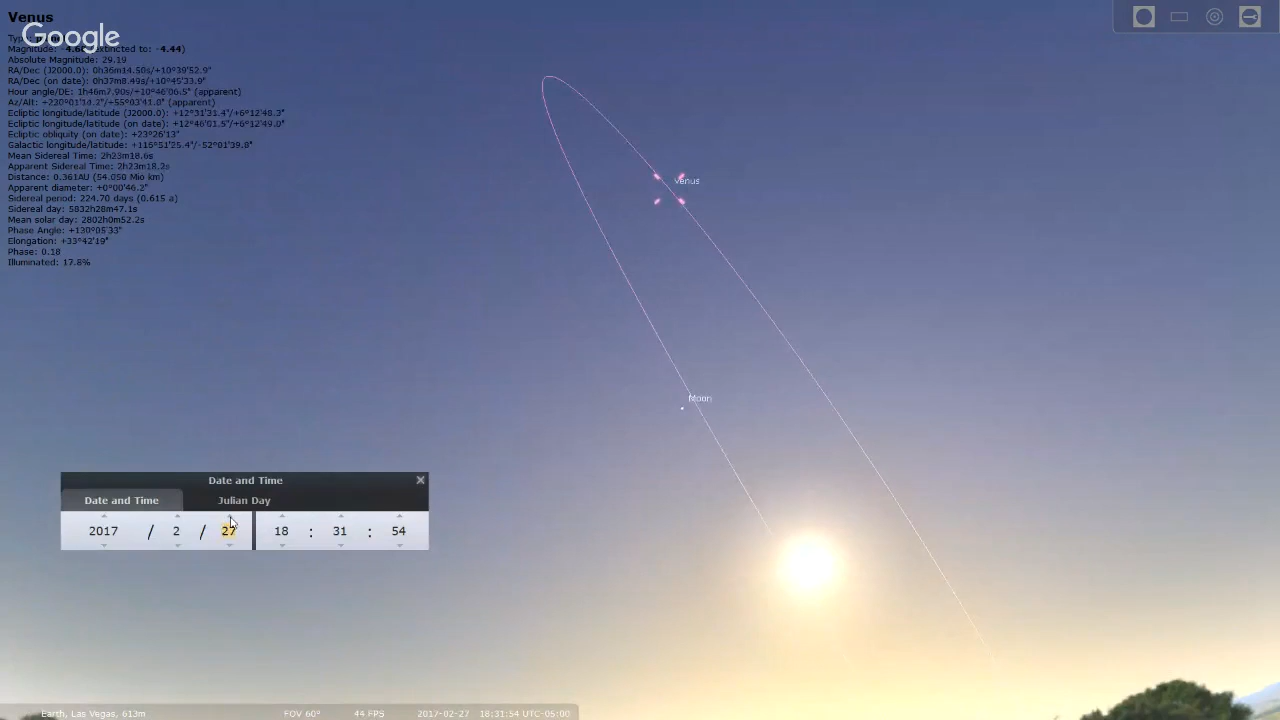 Venus
Google
Magnitude: -4.68 (extincted to: -4.44)
Absolute Magnitude: 29.19
RA/Dec (J2000.0): 0h36m14.50s/+10°39'52.9"
RA/Dec (on date): 0h37m8.49s/+10°45'33.9"
Hour angle/DE: 1h46m7.90s/+10°46'06.5" (apparent)
Az/Alt: +220°01'14.2"/+55°03'41.0" (apparent)
Ecliptic longitude/latitude (J2000.0): +12°31'31.4"/+6°12'48.3"
Ecliptic longitude/latitude (on date): +12°46'01.5"/+6°12'49.0"
Ecliptic obliquity (on date): +23°26'13"
Galactic longitude/latitude: +116°51'25.4"/-52°01'39.8"
Mean Sidereal Time: 2h23m18.6s
Apparent Sidereal Time: 2h23m18.2s
Distance: 0.361AU (54.050 Mio km)
Apparent diameter: +0°00'46.2"
Sidereal period: 224.70 days (0.615 a)
Sidereal day: 5832h28m47.1s
Mean solar day: 2802h0m52.2s
Phase Angle: +130°05'33"
Elongation: +33°42'19"
Phase: 0.18
Illuminated: 17.8%
Venus
Moon
Date and Time
Date and Time Julian Day
2017 / 2 / 27 18 : 31 : 54
Earth, Las Vegas, 613m FOV 60° 44 FPS 2017-02-27 18:31:54 UTC-05:00